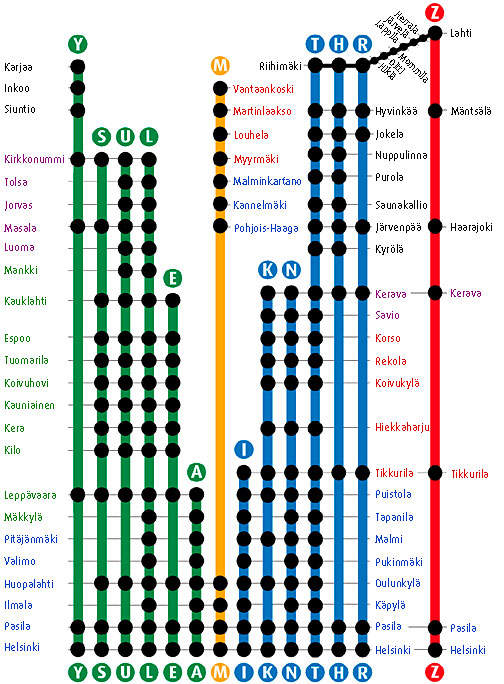 Y
Z
T H R
Herrala
Järvelä
Lappila
Mommila
Oitti
Hikiä
Lahti
Karjaa
M
Riihimäki
Inkoo
Vantaankoski
Siuntio
Martinlaakso
Hyvinkää
Mäntsälä
S U L
Louhela
Jokela
Kirkkonummi
Myyrmäki
Nuppulinna
Tolsa
Malminkartano
Purola
Jorvas
Kannelmäki
Saunakallio
Masala
Pohjois-Haaga
Järvenpää
Haarajoki
Luoma
Kyrölä
Mankki
E
K N
Kauklahti
Kerava
Kerava
Savio
Espoo
Korso
Tuomarila
Rekola
Koivuhovi
Koivukylä
Kauniainen
Kera
Hiekkaharju
Kilo
I
A
Tikkurila
Tikkurila
Leppävaara
Puistola
Mäkkylä
Tapanila
Pitäjänmäki
Malmi
Valimo
Pukinmäki
Huopalahti
Oulunkylä
Ilmala
Käpylä
Pasila
Pasila
Pasila
Helsinki
Helsinki
Helsinki
Y S U L E A M I K N T H R Z